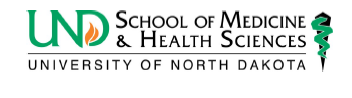 UND SCHOOL OF MEDICINE
& HEALTH SCIENCES
UNIVERSITY OF NORTH DAKOTA